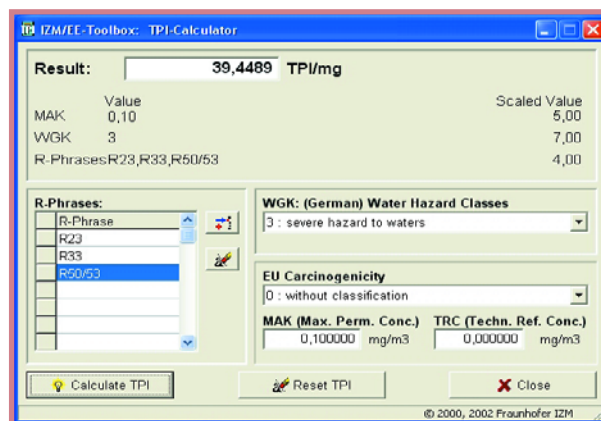 IZM/EE-Toolbox: TPI-Calculator
Result: 39,4489 TPI/mg
Value Scaled Value
MAK 0,10 5,00
WGK 3 7,00
R-Phrases R23,R33,R50/53 4,00
R-Phrases:
R-Phrase
R23
R33
R50/53
WGK: (German) Water Hazard Classes
3 : severe hazard to waters
EU Carcinogenicity
0 : without classification
MAK (Max. Perm. Conc.) TRC (Techn. Ref. Conc.)
0,100000 mg/m3 0,000000 mg/m3
Calculate TPI Reset TPI Close
© 2000, 2002 Fraunhofer IZM